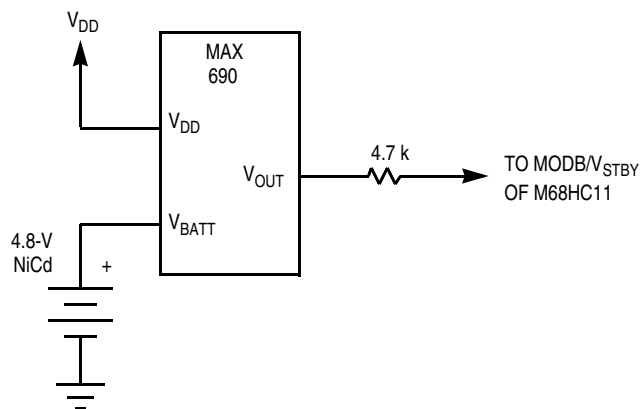 VDD
MAX
690
VDD
4.7 k
VOUT
TO MODB/VSTBY
OF M68HC11
VBATT
4.8-V
NiCd
+